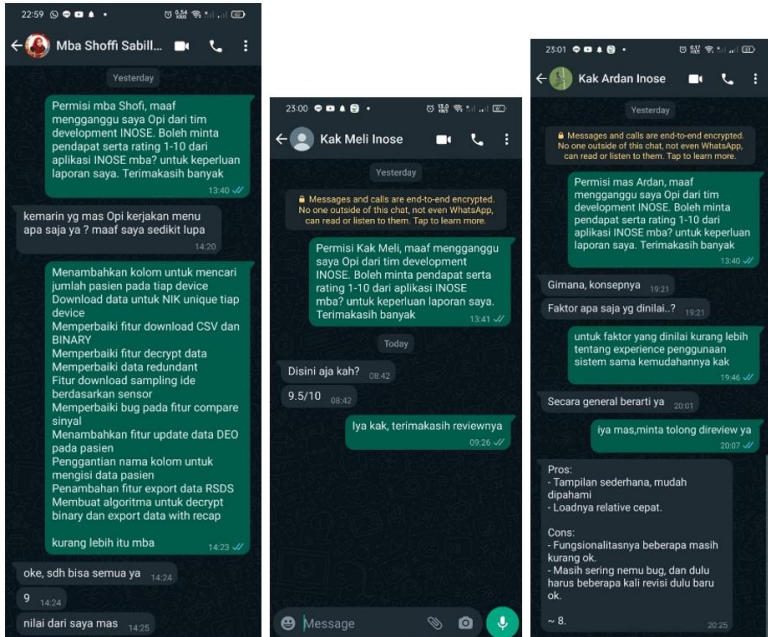 22:59
Mba Shoffi Sabill...
Yesterday
Permisi mba Shofi, maaf
mengganggu saya Opi dari tim
development INOSE. Boleh minta
pendapat serta rating 1-10 dari
aplikasi INOSE mba? untuk keperluan
laporan saya. Terimakasih banyak
13:40
kemarin yg mas Opi kerjakan menu
apa saja ya ? maaf saya sedikit lupa
14:20
Menambahkan kolom untuk mencari
jumlah pasien pada tiap device
Download data untuk NIK unique tiap
device
Memperbaiki fitur download CSV dan
BINARY
Memperbaiki fitur decrypt data
Memperbaiki data redundant
Fitur download sampling ide
berdasarkan sensor
Memperbaiki bug pada fitur compare
sinyal
Menambahkan fitur update data DEO
pada pasien
Penggantian nama kolom untuk
mengisi data pasien
Penambahan fitur export data RSDS
Membuat algoritma untuk decrypt
binary dan export data with recap
kurang lebih itu mba
14:23
oke, sdh bisa semua ya 14:24
9 14:24
nilai dari saya mas 14:25
23:00
Kak Meli Inose
Yesterday
Messages and calls are end-to-end encrypted.
No one outside of this chat, not even WhatsApp,
can read or listen to them. Tap to learn more.
Permisi Kak Meli, maaf mengganggu
saya Opi dari tim development
INOSE. Boleh minta pendapat serta
rating 1-10 dari aplikasi INOSE
mba? untuk keperluan laporan saya.
Terimakasih banyak
13:41
Today
Disini aja kah? 08:42
9.5/10 08:42
Iya kak, terimakasih reviewnya
09:26
Message
23:01
Kak Ardan Inose
Yesterday
Messages and calls are end-to-end encrypted.
No one outside of this chat, not even WhatsApp,
can read or listen to them. Tap to learn more.
Permisi mas Ardan, maaf
mengganggu saya Opi dari tim
development INOSE. Boleh minta
pendapat serta rating 1-10 dari
aplikasi INOSE mba? untuk keperluan
laporan saya. Terimakasih banyak
13:40
Gimana, konsepnya 19:21
Faktor apa saja yg dinilai..? 19:21
untuk faktor yang dinilai kurang lebih
tentang experience penggunaan
sistem sama kemudahannya kak
19:46
Secara general berarti ya 20:01
iya mas,minta tolong direview ya
20:07
Pros:
- Tampilan sederhana, mudah
dipahami
- Loadnya relative cepat.
Cons:
- Fungsionalitasnya beberapa masih
kurang ok.
- Masih sering nemu bug, dan dulu
harus beberapa kali revisi dulu baru
ok.
~ 8.
20:25